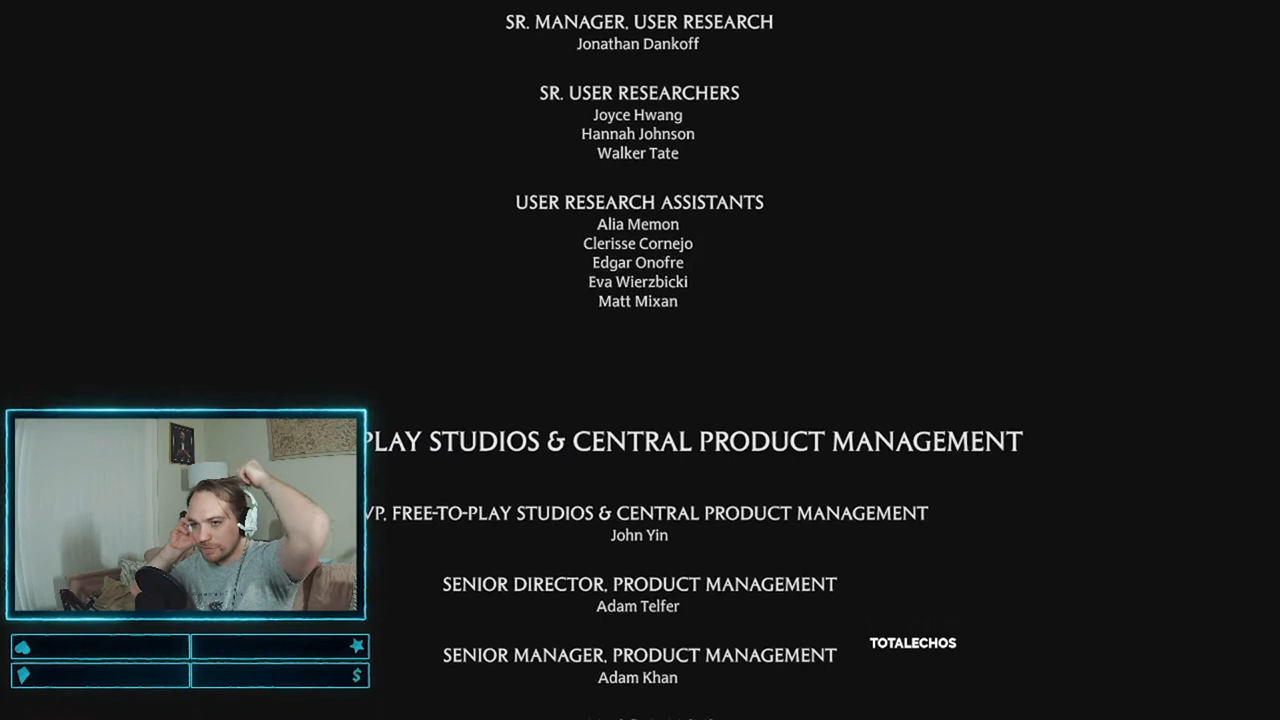 SR. MANAGER, USER RESEARCH
Jonathan Dankoff
SR. USER RESEARCHERS
Joyce Hwang
Hannah Johnson
Walker Tate
USER RESEARCH ASSISTANTS
Alia Memon
Clerisse Cornejo
Edgar Onofre
Eva Wierzbicki
Matt Mixan
PLAY STUDIOS & CENTRAL PRODUCT MANAGEMENT
VP, FREE-TO-PLAY STUDIOS & CENTRAL PRODUCT MANAGEMENT
John Yin
SENIOR DIRECTOR, PRODUCT MANAGEMENT
Adam Telfer
SENIOR MANAGER, PRODUCT MANAGEMENT
Adam Khan
TOTALECHOS